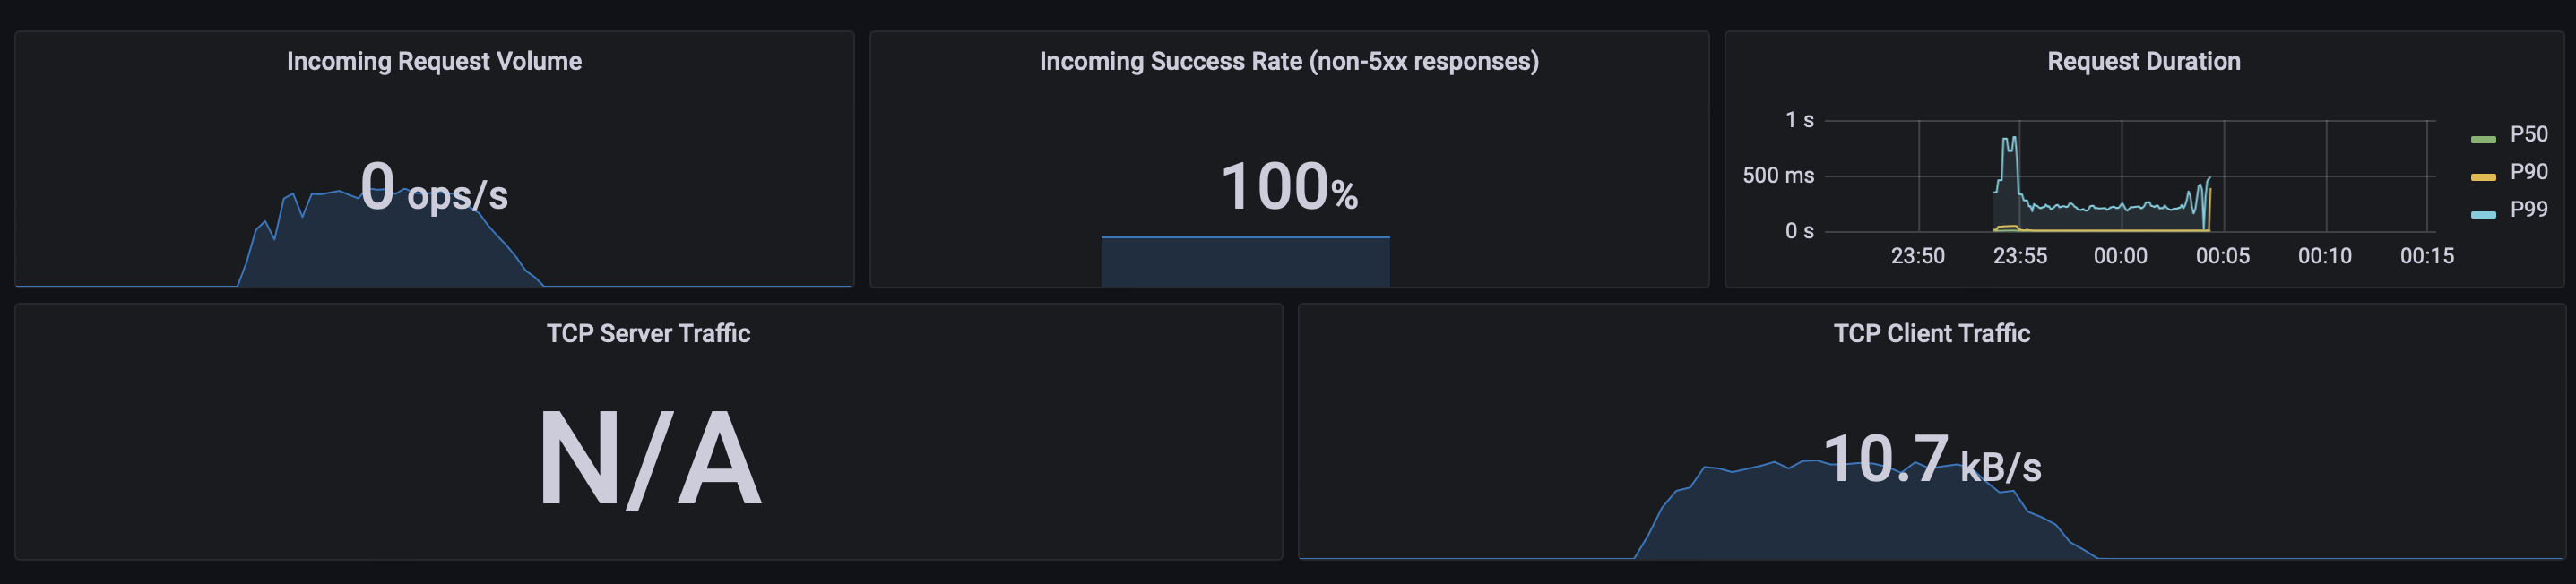 Incoming Request Volume
0 ops/s
Incoming Success Rate (non-5xx responses)
100%
Request Duration
1 s
500 ms
0 s
23:50 23:55 00:00 00:05 00:10 00:15
P50
P90
P99
TCP Server Traffic
N/A
TCP Client Traffic
10.7 kB/s